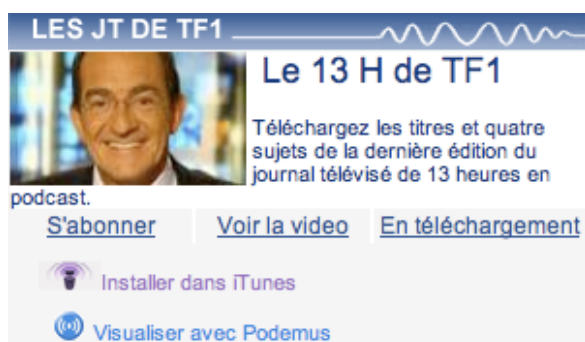 LES JT DE TF1
Le 13 H de TF1
Téléchargez les titres et quatre
sujets de la dernière édition du
journal télévisé de 13 heures en
podcast.
S'abonner Voir la video En téléchargement
Installer dans iTunes
Visualiser avec Podemus